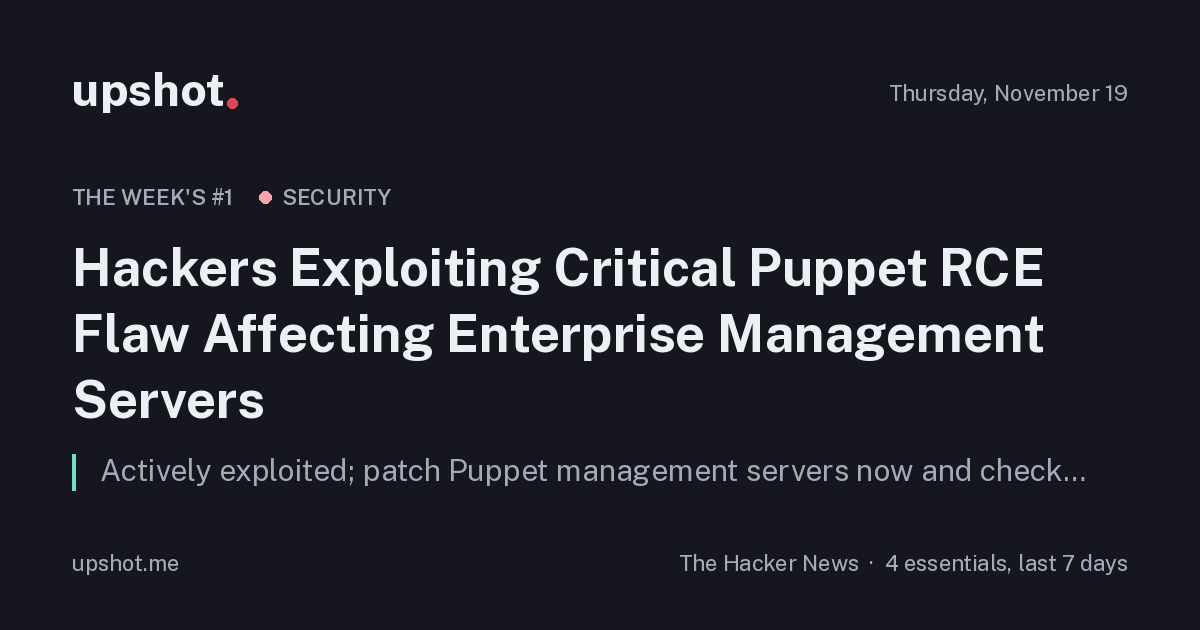 upshot.
Thursday, November 19
THE WEEK'S #1 SECURITY
Hackers Exploiting Critical Puppet RCE
Flaw Affecting Enterprise Management
Servers
Actively exploited; patch Puppet management servers now and check…
upshot.me
The Hacker News · 4 essentials, last 7 days